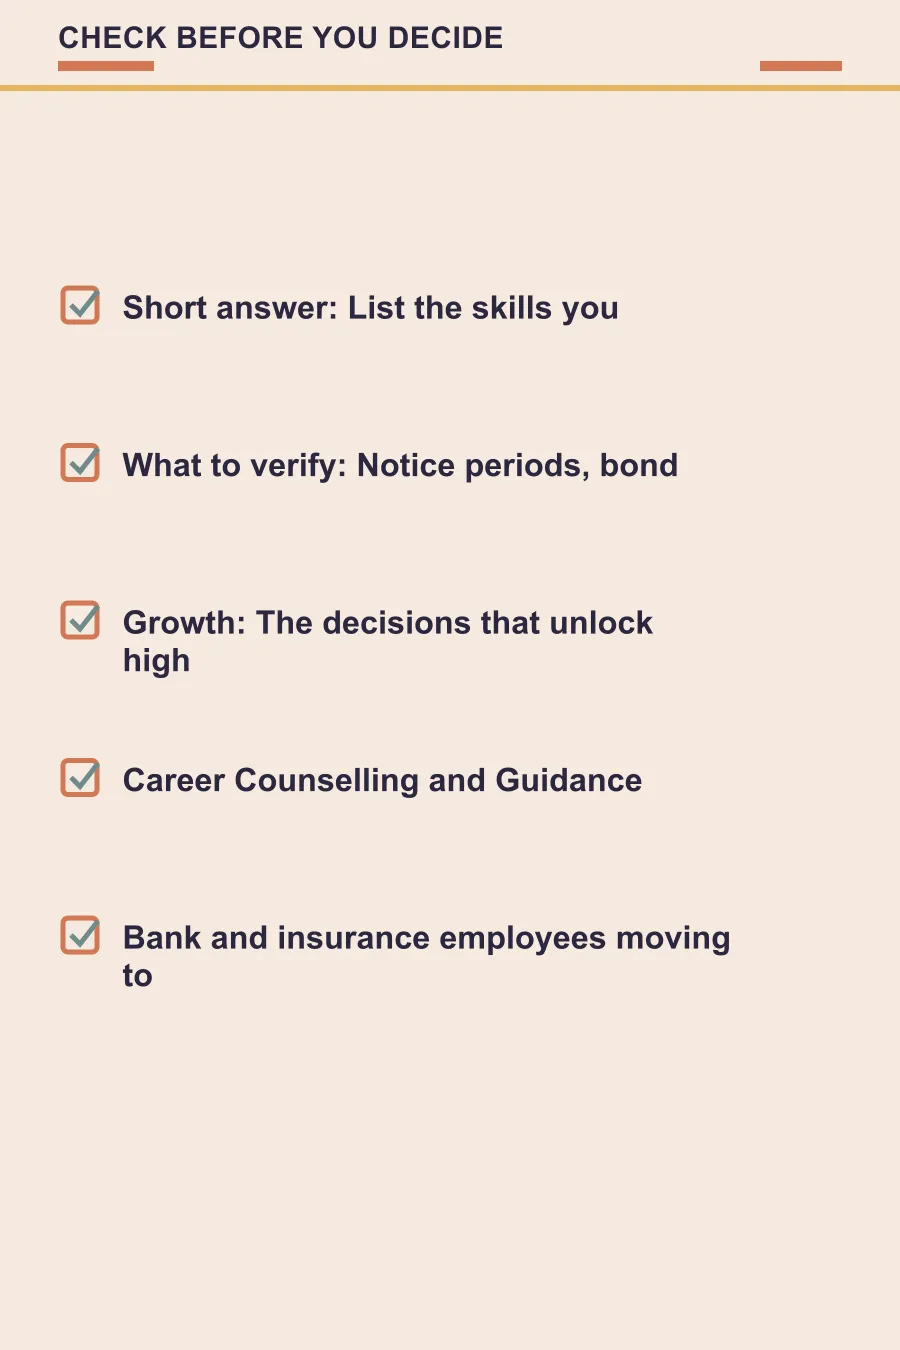 CHECK BEFORE YOU DECIDE
Short answer: List the skills you
What to verify: Notice periods, bond
Growth: The decisions that unlock
high
Career Counselling and Guidance
Bank and insurance employees moving
to